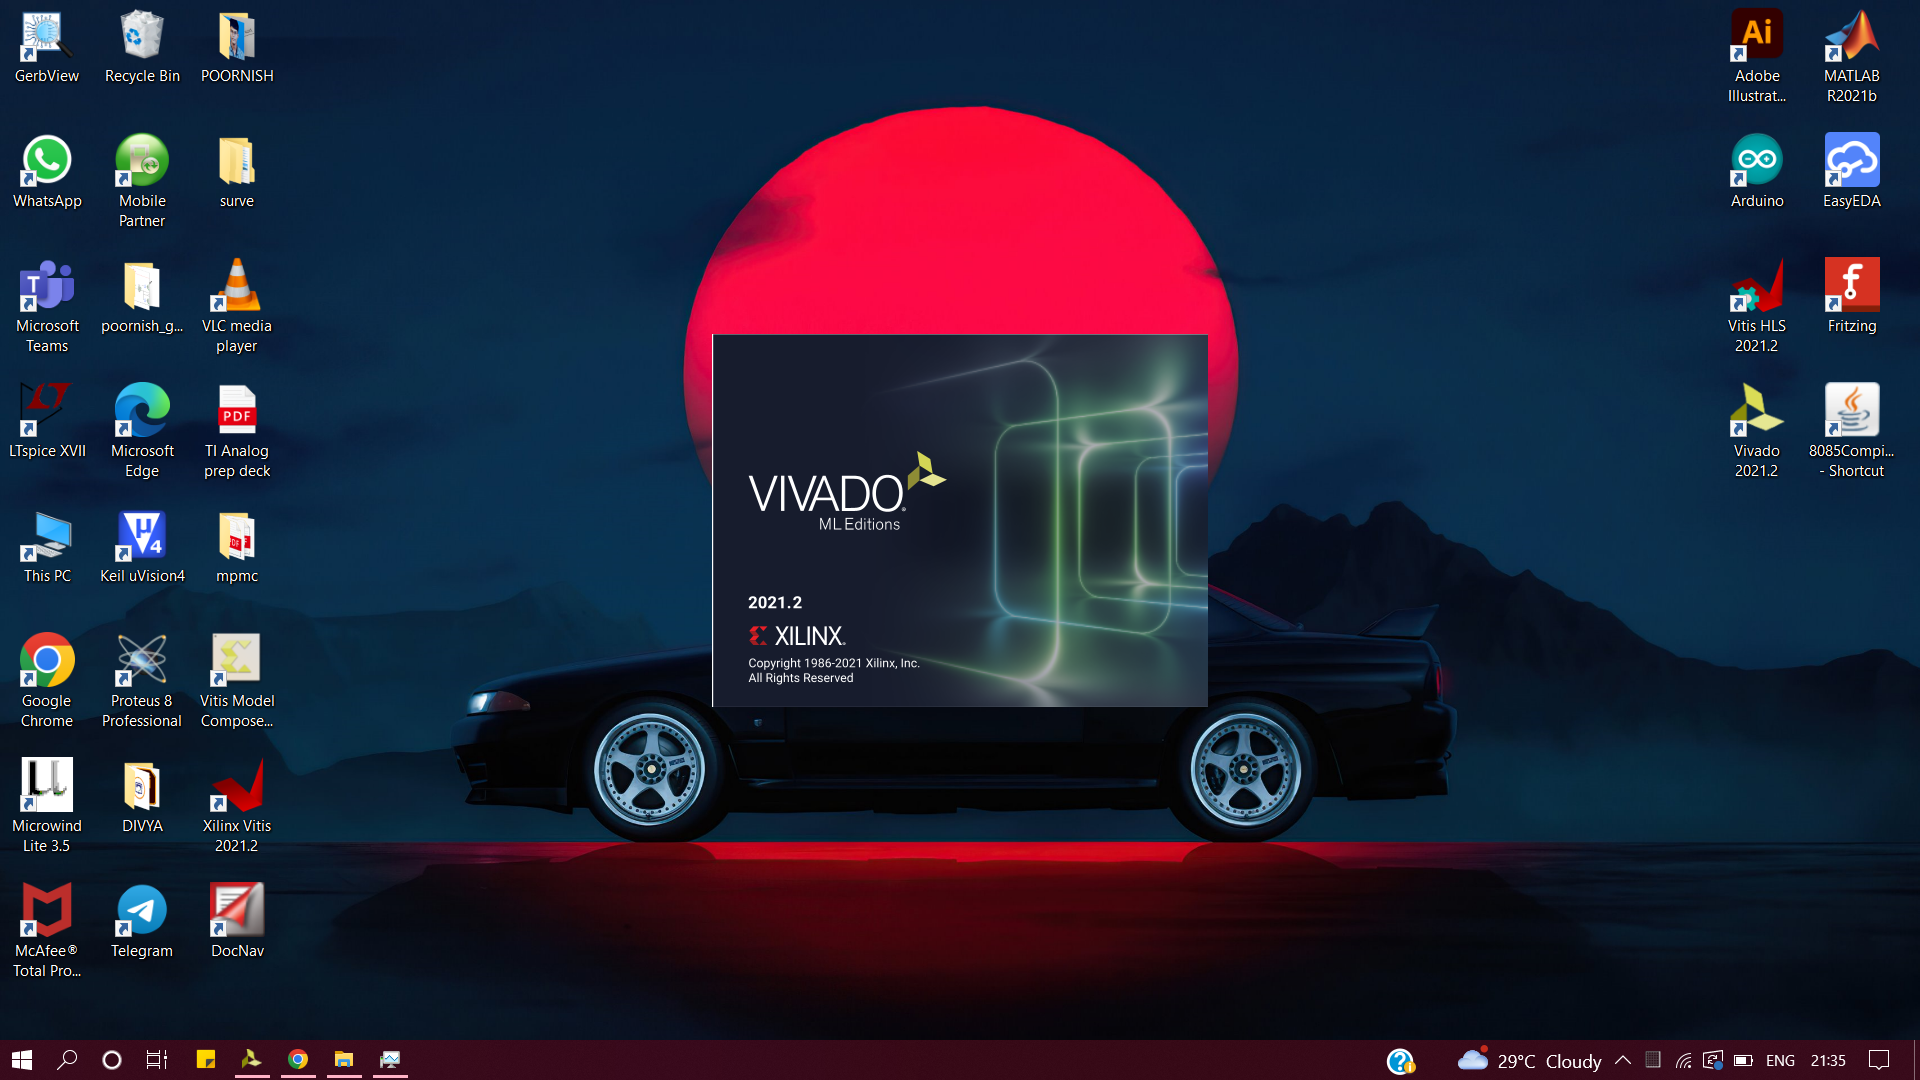 GerbView
Recycle Bin
POORNISH
WhatsApp
Mobile
Partner
surve
Microsoft
Teams
poornish_g...
VLC media
player
LTspice XVII
Microsoft
Edge
PDF
TI Analog
prep deck
This PC
Keil uVision4
mpmc
Google
Chrome
Proteus 8
Professional
Vitis Model
Compose...
Microwind
Lite 3.5
DIVYA
Xilinx Vitis
2021.2
McAfee®
Total Pro...
Telegram
DocNav
Ai
Adobe
Illustrat...
MATLAB
R2021b
Arduino
EasyEDA
Vitis HLS
2021.2
Fritzing
Vivado
2021.2
8085Compi...
- Shortcut
VIVADO
ML Editions
2021.2
XILINX
Copyright 1986-2021 Xilinx, Inc.
All Rights Reserved
29°C Cloudy
ENG
21:35